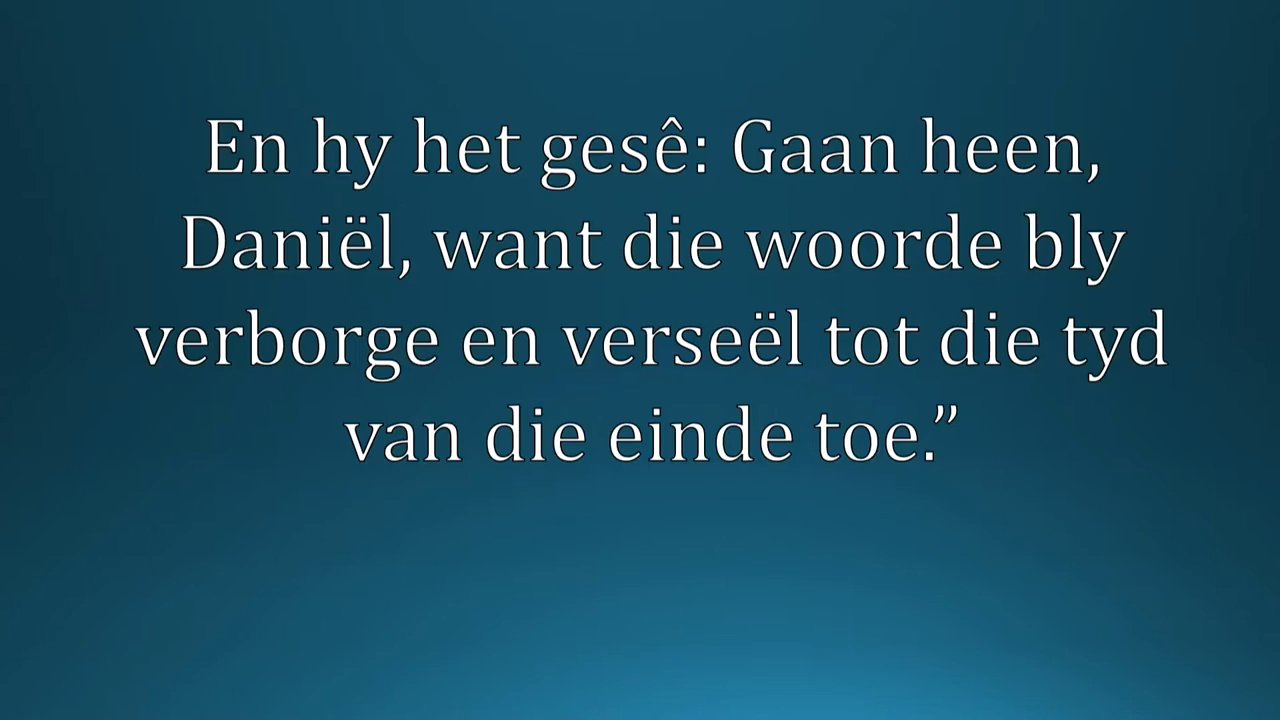 En hy het gesê: Gaan heen,
Daniël, want die woorde bly
verborge en verseël tot die tyd
van die einde toe.”